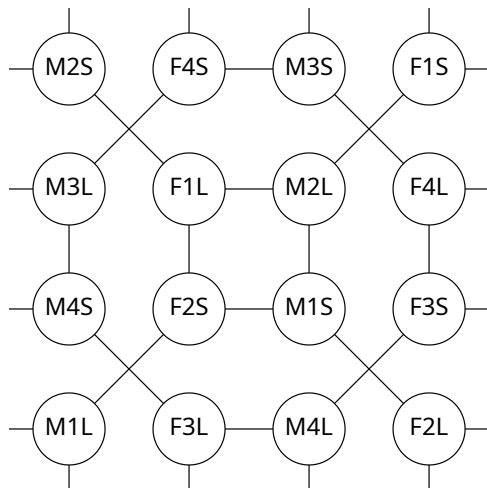 M2S F4S M3S F1S
M3L F1L M2L F4L
M4S F2S M1S F3S
M1L F3L M4L F2L